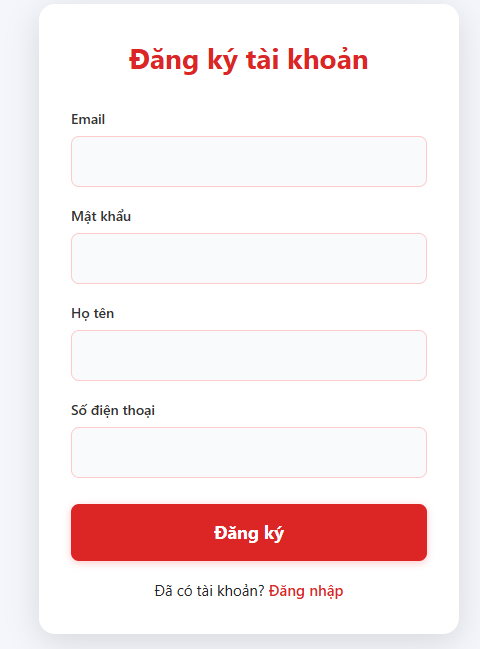 Đăng ký tài khoản
Email
Mật khẩu
Họ tên
Số điện thoại
Đăng ký
Đã có tài khoản? Đăng nhập